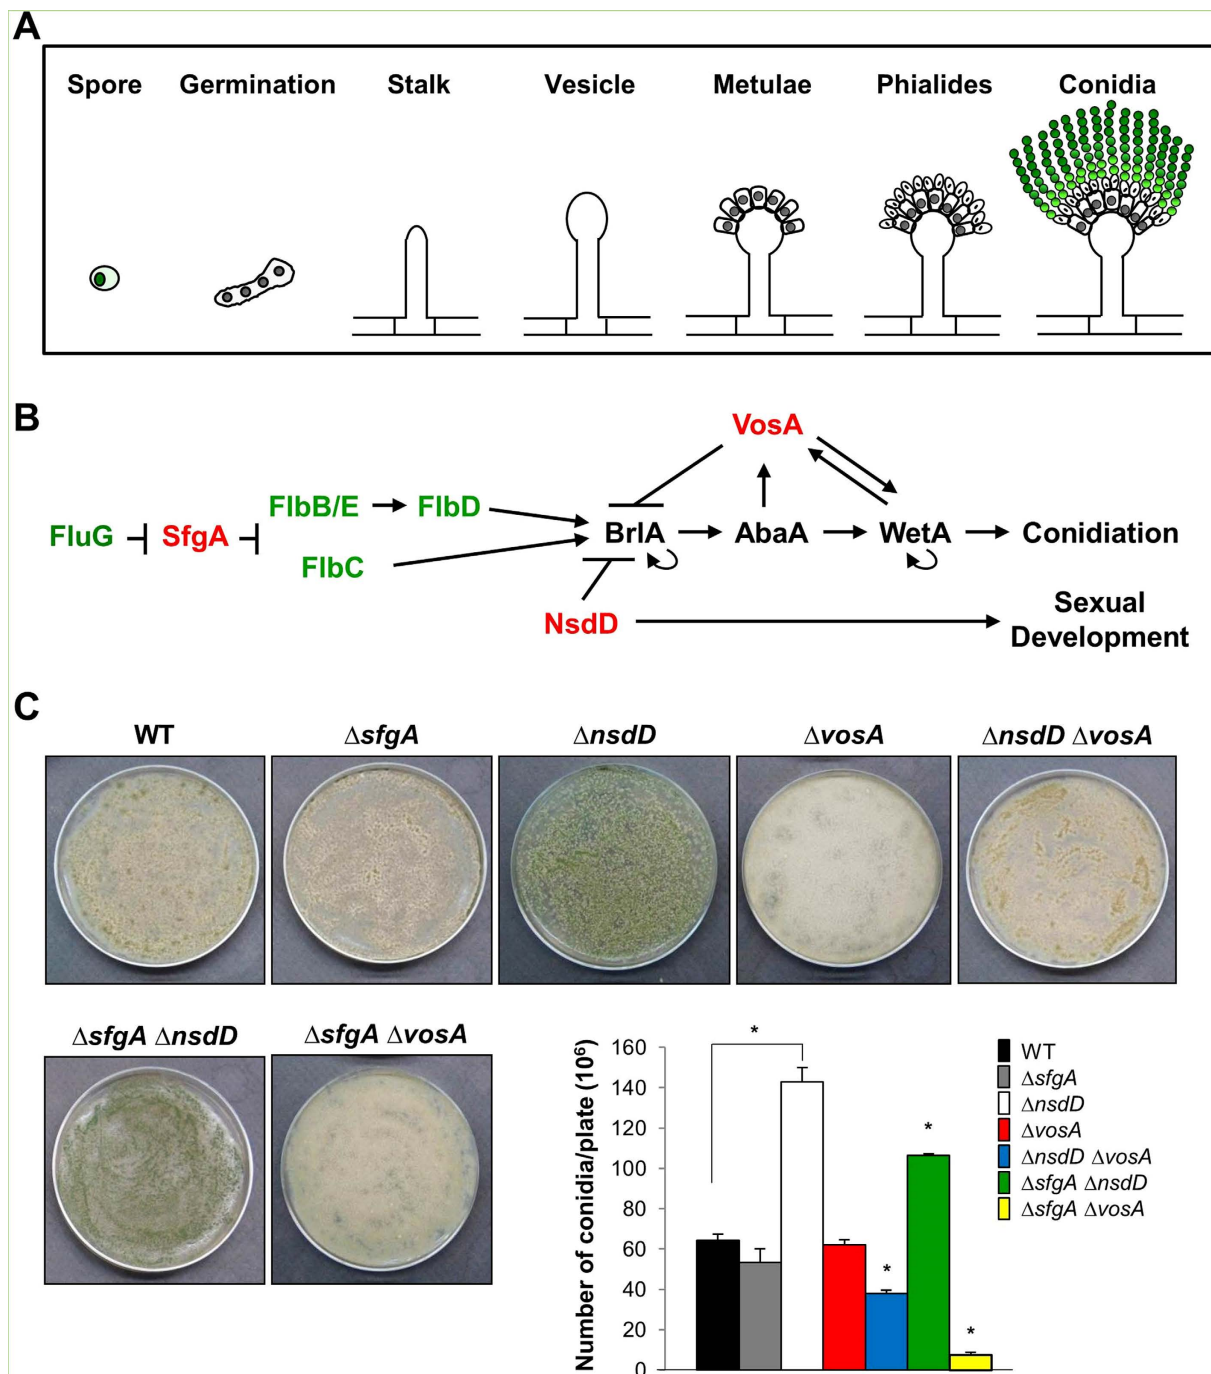 A
Spore Germination Stalk Vesicle Metulae Phialides Conidia
B
VosA
FlbB/E FlbD
FluG SfgA BrlA AbaA WetA Conidiation
FlbC
NsdD Sexual
Development
C
WT ΔsfgA ΔnsdD ΔvosA ΔnsdD ΔvosA
ΔsfgA ΔnsdD ΔsfgA ΔvosA
Number of conidia/plate (10⁶)
160
140
120
100
80
60
40
20
0
*
*
*
*
WT
ΔsfgA
ΔnsdD
ΔvosA
ΔnsdD ΔvosA
ΔsfgA ΔnsdD
ΔsfgA ΔvosA